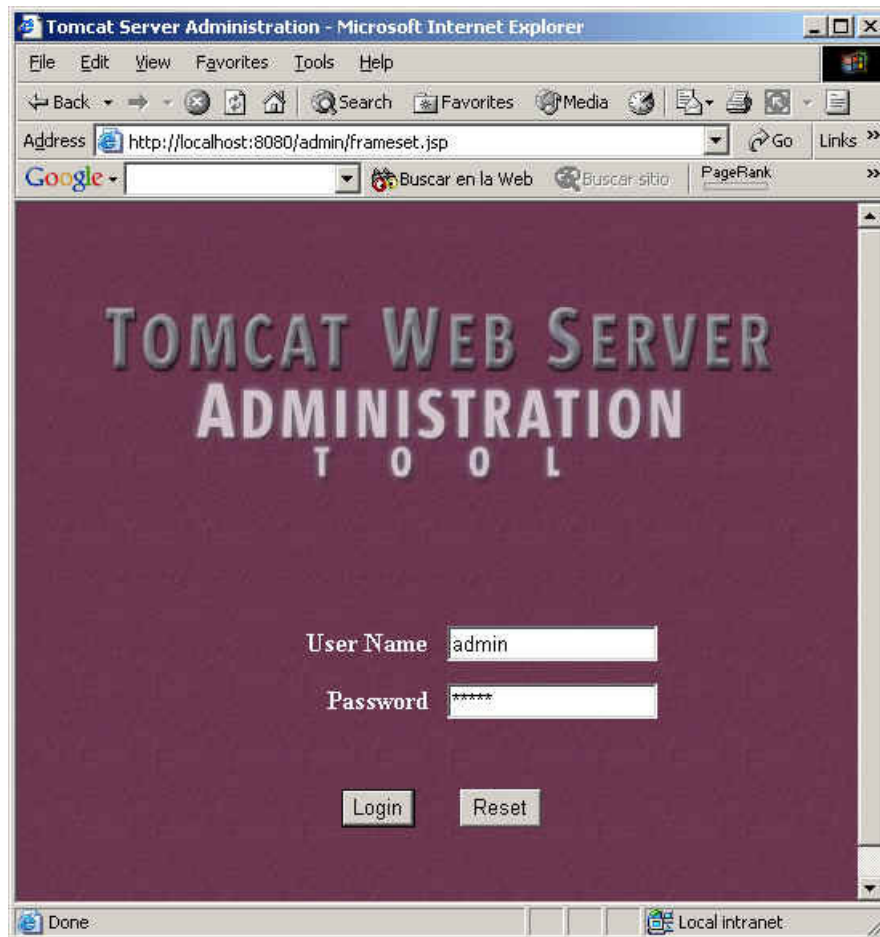 Tomcat Server Administration - Microsoft Internet Explorer
File Edit View Favorites Tools Help
Back Search Favorites Media
Address http://localhost:8080/admin/frameset.jsp Go Links »
Google Buscar en la Web Buscar sitio PageRank »
TOMCAT WEB SERVER
ADMINISTRATION
TOOL
User Name admin
Password *****
Login Reset
Done Local intranet